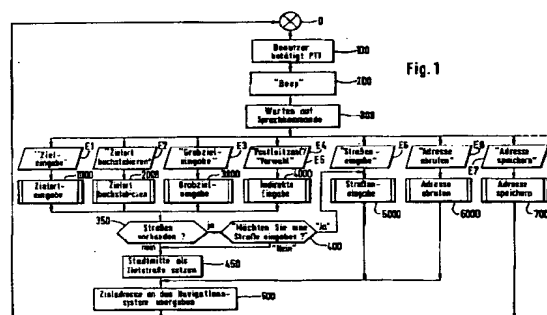 0
Benutzer
betätigt PTT
100
Fig. 1
"Beep"
200
Warten auf
Sprachkommando
300
"Ziel-
eingabe"
E1
"Zielort
buchstabieren"
E2
"Grobziel-
eingabe"
E3
"Postleitzahl"/
"Vorwahl"
E4
E5
"Straßen-
eingabe"
E6
"Adresse
abrufen"
E7
"Adresse
speichern"
E8
Zielort-
eingabe
1000
Zielort
buchstabieren
2000
Grobziel-
eingabe
3000
Indirekte
Eingabe
4000
Straßen-
eingabe
5000
Adresse
abrufen
6000
Adresse
speichern
700
350
Straßen
vorhanden ?
ja
nein
"Möchten Sie eine
Straße eingeben ?"
"Ja"
"Nein"
400
Stadtmitte als
Zielstraße setzen
450
Zieladresse an das Navigations-
system übergeben
500